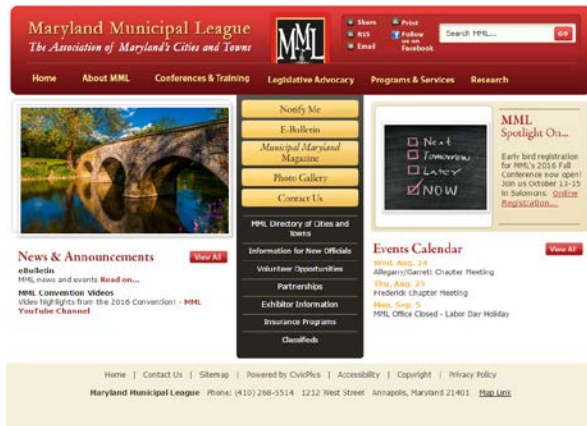 Maryland Municipal League
The Association of Maryland's Cities and Towns
MML
Share
RSS
Email
Print
Follow
us on
Facebook
Search MML...
GO
Home
About MML
Conferences & Training
Legislative Advocacy
Programs & Services
Research
Notify Me
E-Bulletin
Municipal Maryland
Magazine
Photo Gallery
Contact Us
MML Directory of Cities and
Towns
Information for New Officials
Volunteer Opportunities
Partnerships
Exhibitor Information
Insurance Programs
Classifieds
Next
Tomorrow
Later
NOW
MML
Spotlight On...
Early bird registration
for MML's 2016 Fall
Conference now open!
Join us October 13-15
in Solomons. Online
Registration...
News & Announcements
View All
eBulletin
MML news and events Read on...
MML Convention Videos
Video highlights from the 2016 Convention! - MML
YouTube Channel
Events Calendar
View All
Wed, Aug. 24
Allegany/Garrett Chapter Meeting
Thu, Aug. 25
Frederick Chapter Meeting
Mon, Sep. 5
MML Office Closed - Labor Day Holiday
Home | Contact Us | Sitemap | Powered by CivicPlus | Accessibility | Copyright | Privacy Policy
Maryland Municipal League Phone: (410) 268-5514 1212 West Street Annapolis, Maryland 21401 Map Link